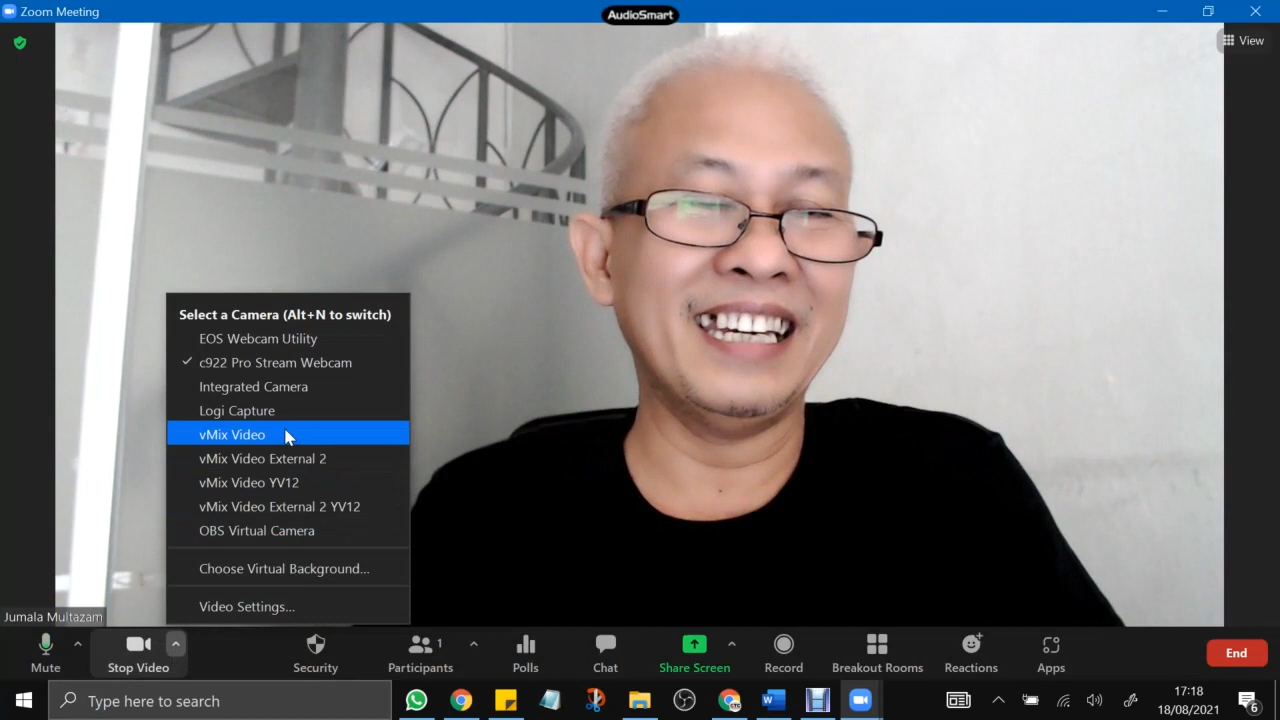 Zoom Meeting
AudioSmart
View
Select a Camera (Alt+N to switch)
EOS Webcam Utility
c922 Pro Stream Webcam
Integrated Camera
Logi Capture
vMix Video
vMix Video External 2
vMix Video YV12
vMix Video External 2 YV12
OBS Virtual Camera
Choose Virtual Background...
Video Settings...
Jumala Multazam
1
Mute
Stop Video
Security
Participants
Polls
Chat
Share Screen
Record
Breakout Rooms
Reactions
Apps
End
Type here to search
CTC
W
17:18
18/08/2021
6